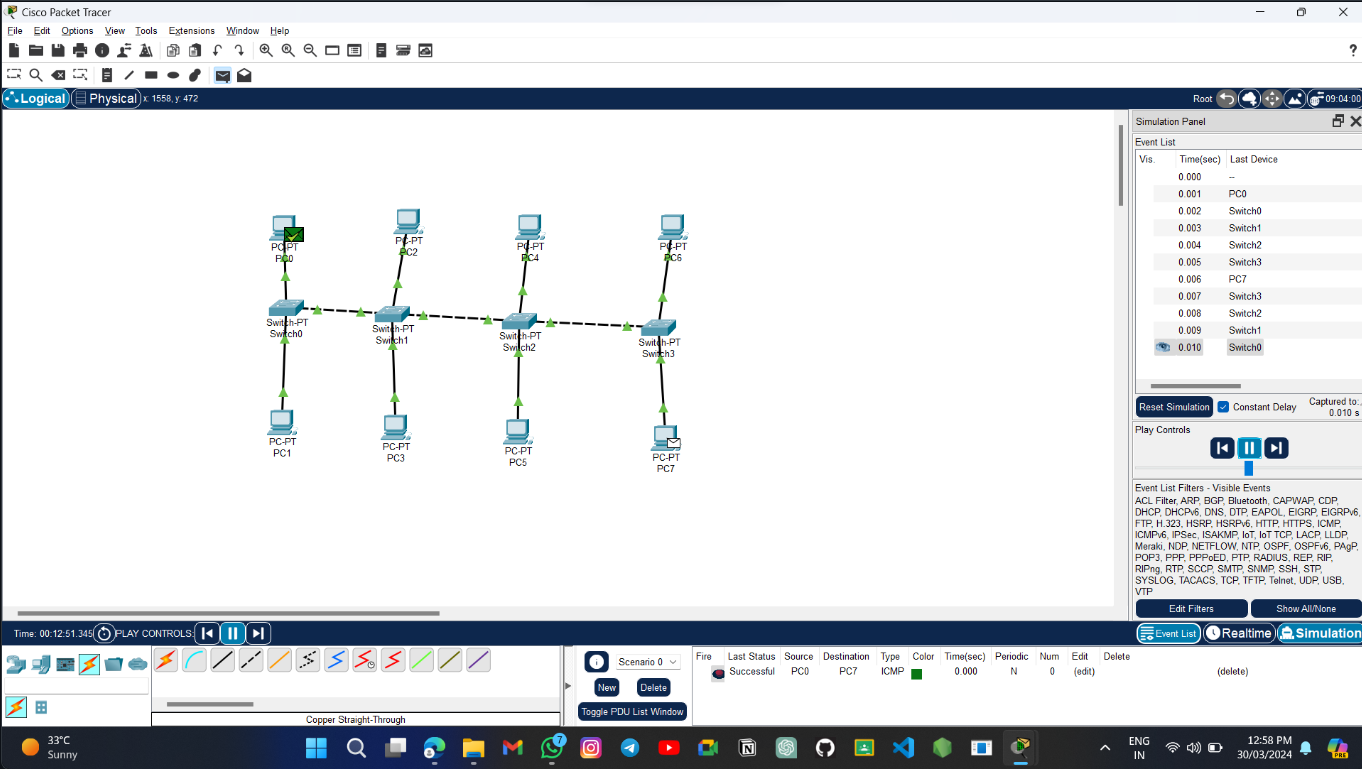 Cisco Packet Tracer
File Edit Options View Tools Extensions Window Help
?
Logical Physical x: 1558, y: 472 Root 09:04:00
Simulation Panel
Event List
Vis. Time(sec) Last Device
0.000 --
0.001 PC0
0.002 Switch0
0.003 Switch1
0.004 Switch2
0.005 Switch3
0.006 PC7
0.007 Switch3
0.008 Switch2
0.009 Switch1
0.010 Switch0
Reset Simulation Constant Delay Captured to:
0.010 s
Play Controls
Event List Filters - Visible Events
ACL Filter, ARP, BGP, Bluetooth, CAPWAP, CDP,
DHCP, DHCPv6, DNS, DTP, EAPOL, EIGRP, EIGRPv6,
FTP, H.323, HSRP, HSRPv6, HTTP, HTTPS, ICMP,
ICMPv6, IPSec, ISAKMP, IoT, IoT TCP, LACP, LLDP,
Meraki, NDP, NETFLOW, NTP, OSPF, OSPFv6, PAgP,
POP3, PPP, PPPoED, PTP, RADIUS, REP, RIP,
RIPng, RTP, SCCP, SMTP, SNMP, SSH, STP,
SYSLOG, TACACS, TCP, TFTP, Telnet, UDP, USB,
VTP
Edit Filters Show All/None
Event List Realtime Simulation
PC-PT
PC0
PC-PT
PC2
PC-PT
PC4
PC-PT
PC6
Switch-PT
Switch0
Switch-PT
Switch1
Switch-PT
Switch2
Switch-PT
Switch3
PC-PT
PC1
PC-PT
PC3
PC-PT
PC5
PC-PT
PC7
Time: 00:12:51.345 PLAY CONTROLS:
Copper Straight-Through
Scenario 0
New Delete
Toggle PDU List Window
Fire Last Status Source Destination Type Color Time(sec) Periodic Num Edit Delete
Successful PC0 PC7 ICMP 0.000 N 0 (edit) (delete)
33°C
Sunny
7
ENG
IN
12:58 PM
30/03/2024
PRE